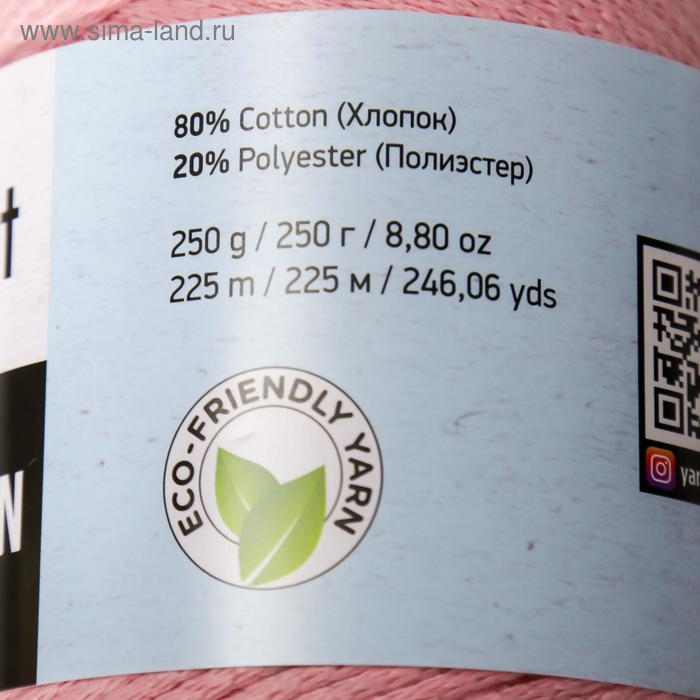 www.sima-land.ru
80% Cotton (Хлопок)
20% Polyester (Полиэстер)
250 g / 250 г / 8,80 oz
225 m / 225 м / 246,06 yds
ECO-FRIENDLY YARN